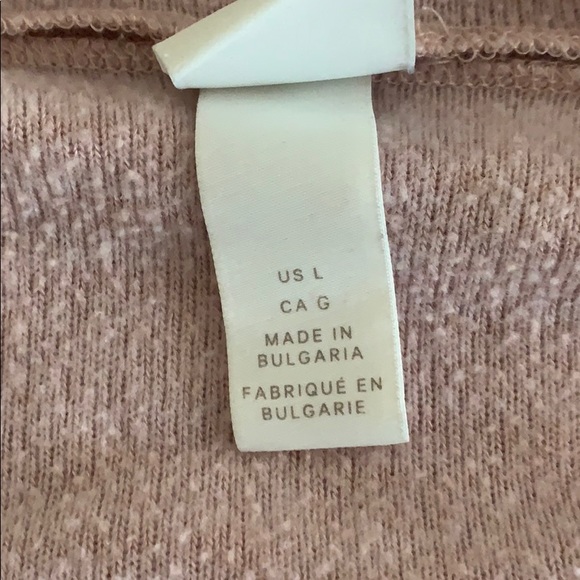 US L
CA G
MADE IN
BULGARIA
FABRIQUÉ EN
BULGARIE